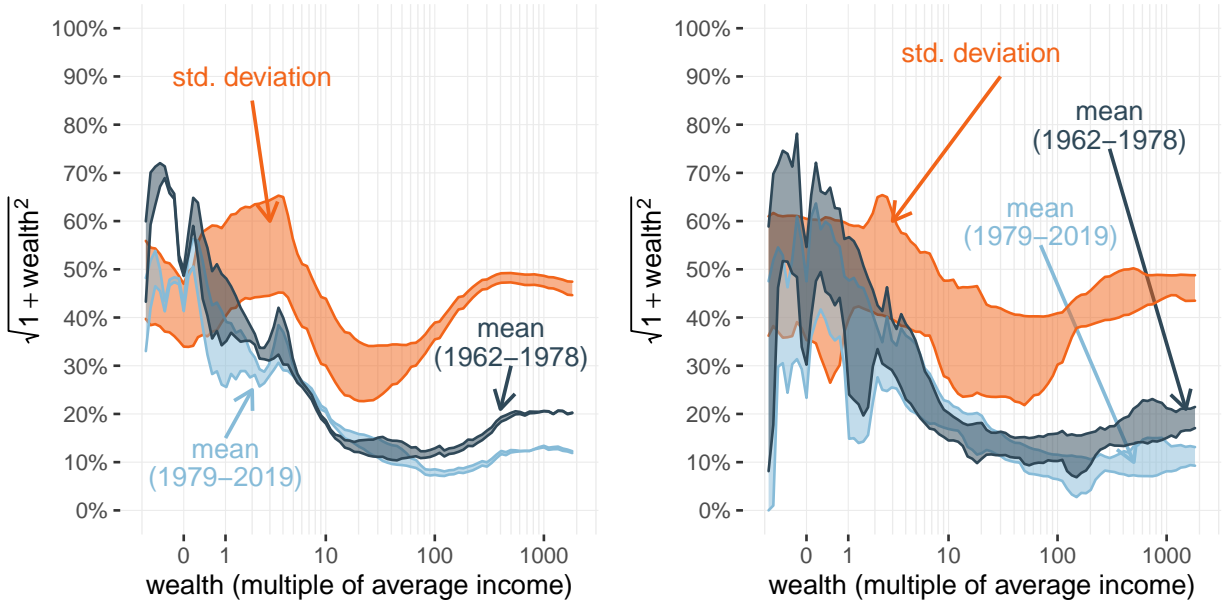 100%
90%
80%
70%
60%
50%
40%
30%
20%
10%
0%
√1 + wealth²
std. deviation
mean
(1962−1978)
mean
(1979−2019)
0 1 10 100 1000
wealth (multiple of average income)
100%
90%
80%
70%
60%
50%
40%
30%
20%
10%
0%
√1 + wealth²
std. deviation
mean
(1962−1978)
mean
(1979−2019)
0 1 10 100 1000
wealth (multiple of average income)